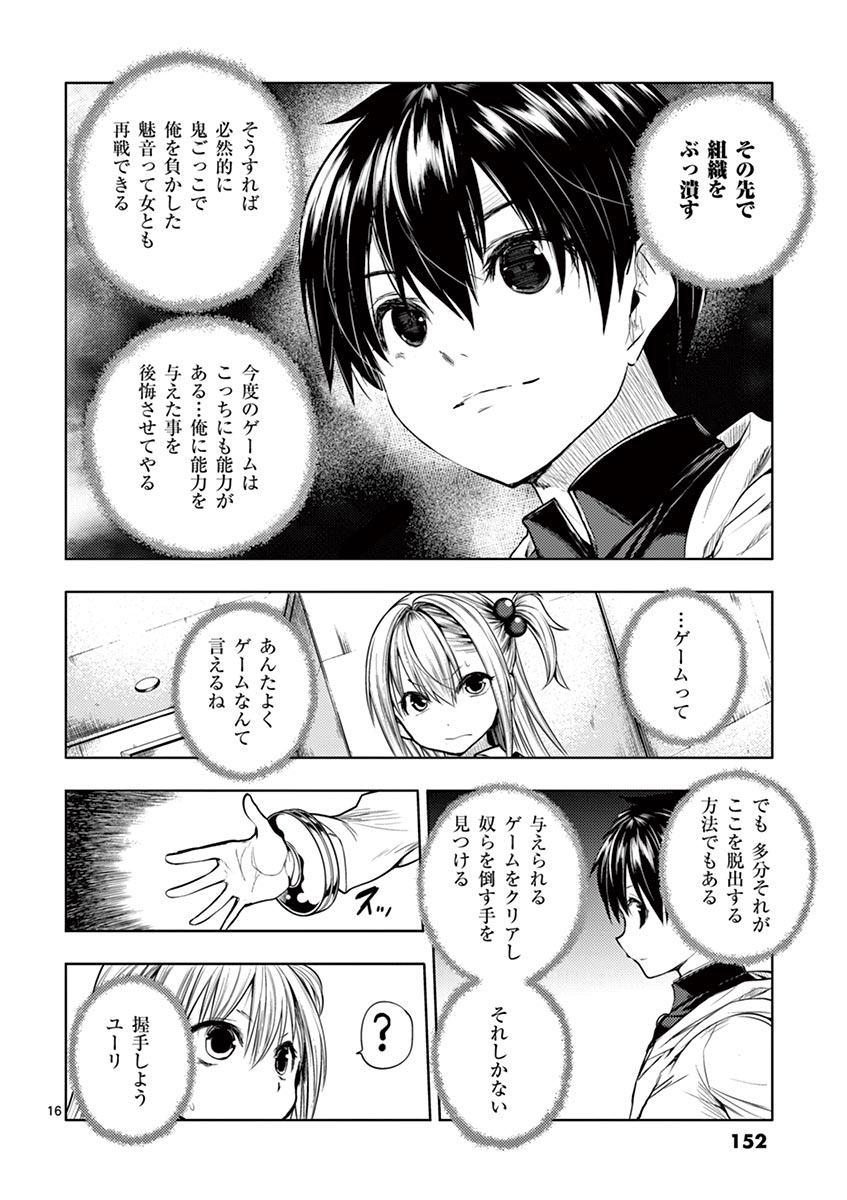 その先で
組織を
ぶっ潰す
そうすれば
必然的に
鬼ごっこで
俺を負かした
魅音って女とも
再戦できる
今度のゲームは
こっちにも能力が
ある…俺に能力を
与えた事を
後悔させてやる
…ゲームって
あんたよく
ゲームなんて
言えるね
でも 多分それが
ここを脱出する
方法でもある
与えられる
ゲームをクリアし
奴らを倒す手を
見つける
それしかない
ズッ
?
握手しよう
ユーリ
16
152